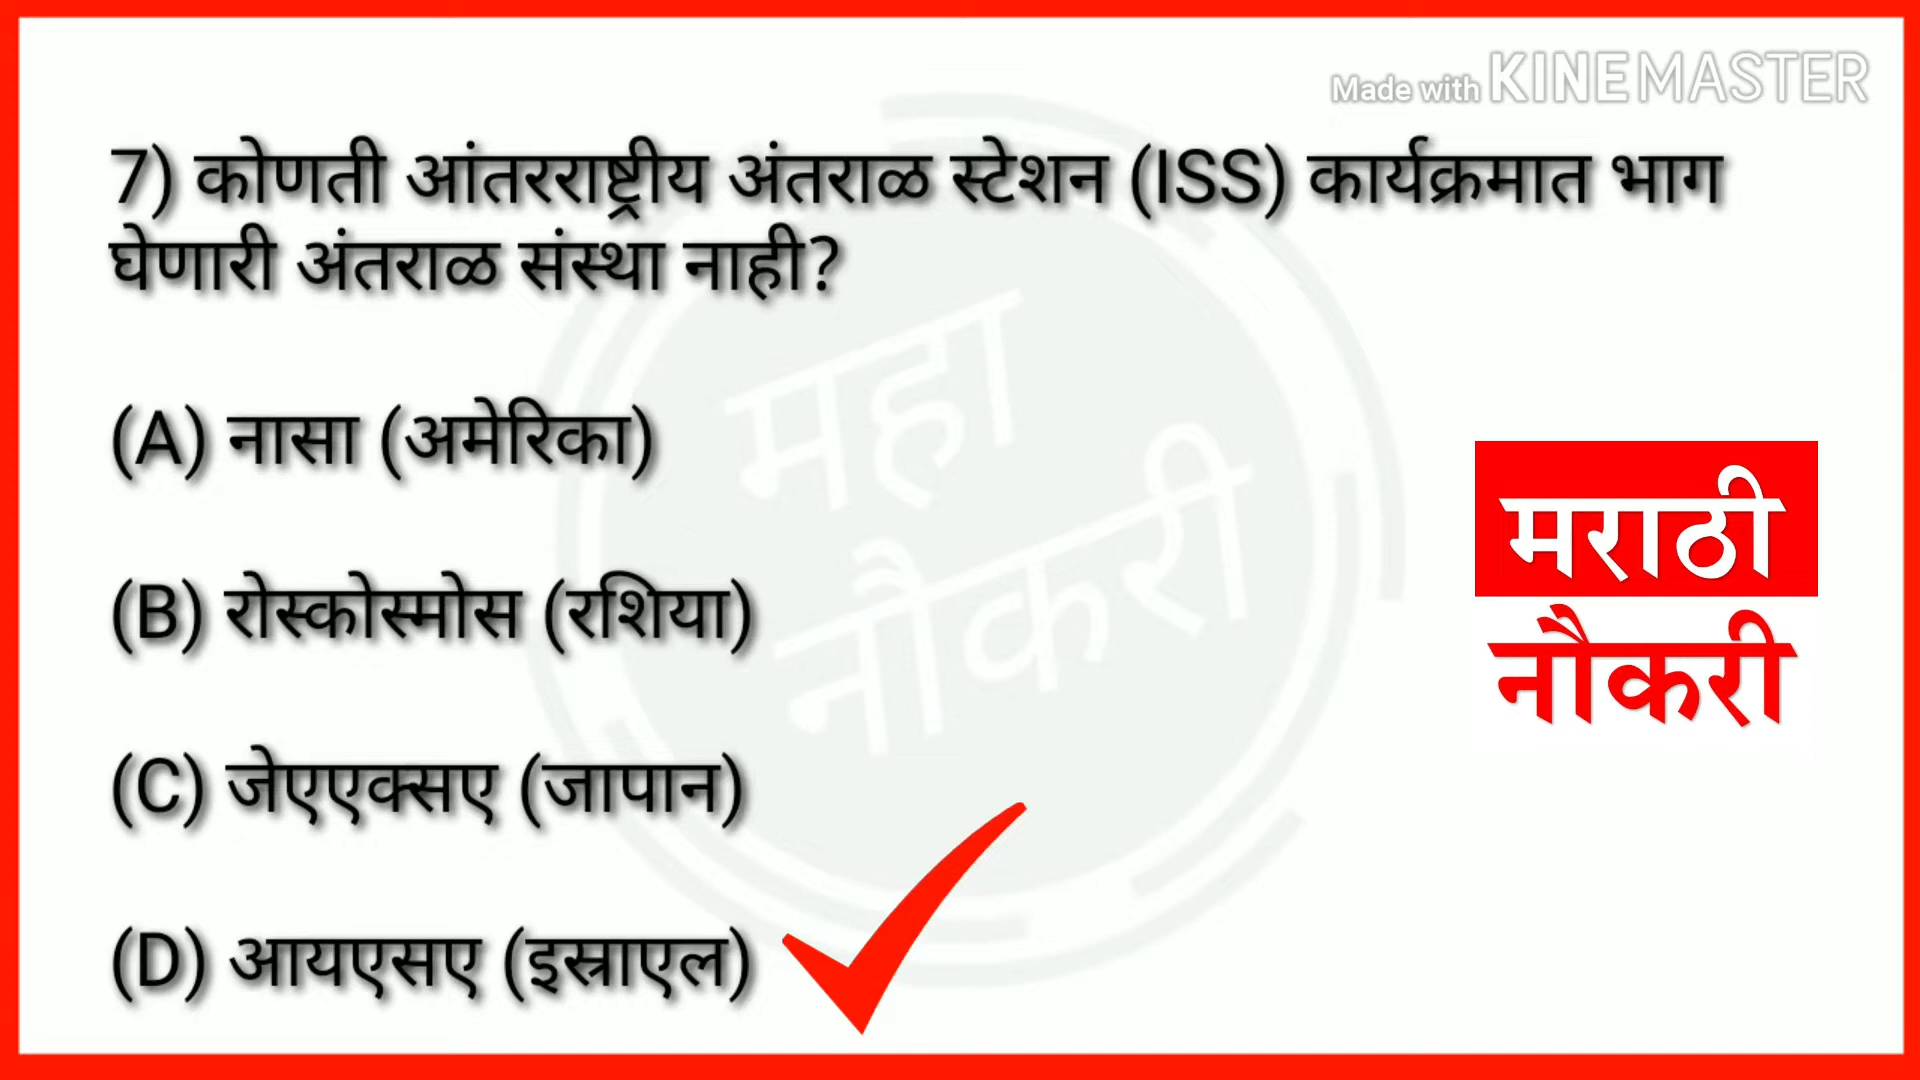 Made with KINEMASTER
7) कोणती आंतरराष्ट्रीय अंतराळ स्टेशन (ISS) कार्यक्रमात भाग
घेणारी अंतराळ संस्था नाही?
महा
नौकरी
(A) नासा (अमेरिका)
(B) रोस्कोस्मोस (रशिया)
(C) जेएएक्सए (जापान)
(D) आयएसए (इस्राएल)
मराठी
नौकरी